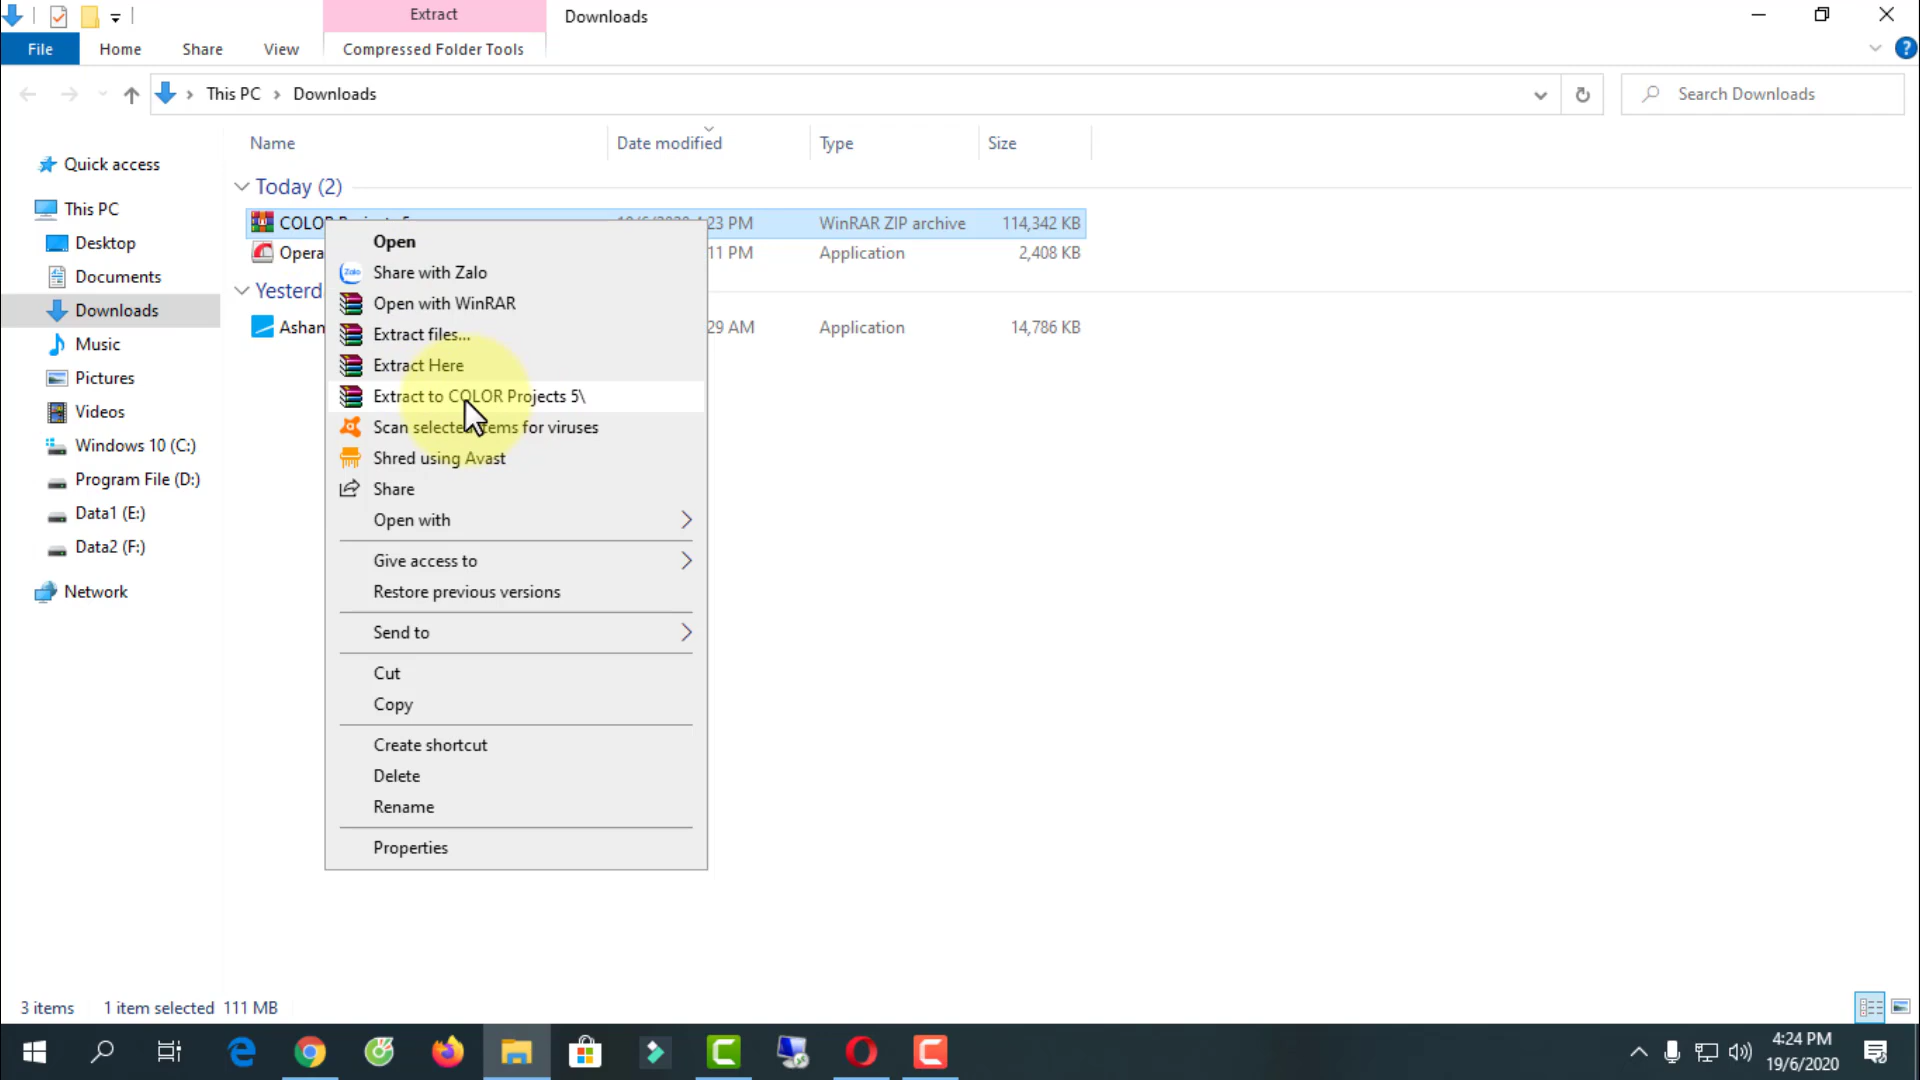 Extract
Downloads
File
Home
Share
View
Compressed Folder Tools
This PC
Downloads
Search Downloads
Name
Date modified
Type
Size
Quick access
This PC
Desktop
Documents
Downloads
Music
Pictures
Videos
Windows 10 (C:)
Program File (D:)
Data1 (E:)
Data2 (F:)
Network
Today (2)
23 PM
WinRAR ZIP archive
114,342 KB
Opera
11 PM
Application
2,408 KB
Yesterd
Asham
29 AM
Application
14,786 KB
Open
Share with Zalo
Open with WinRAR
Extract files...
Extract Here
Extract to COLOR Projects 5\
Scan selected items for viruses
Shred using Avast
Share
Open with
Give access to
Restore previous versions
Send to
Cut
Copy
Create shortcut
Delete
Rename
Properties
3 items
1 item selected 111 MB
4:24 PM
19/6/2020